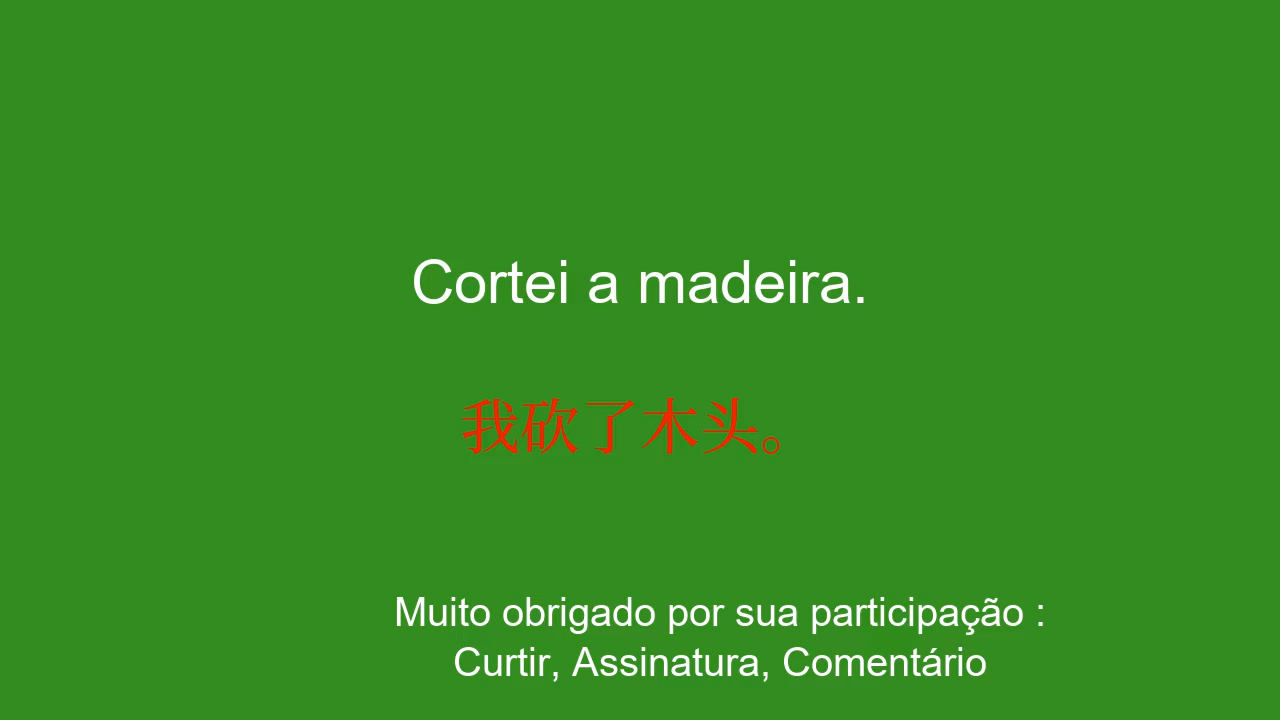 Cortei a madeira.
我砍了木头。
Muito obrigado por sua participação :
Curtir, Assinatura, Comentário